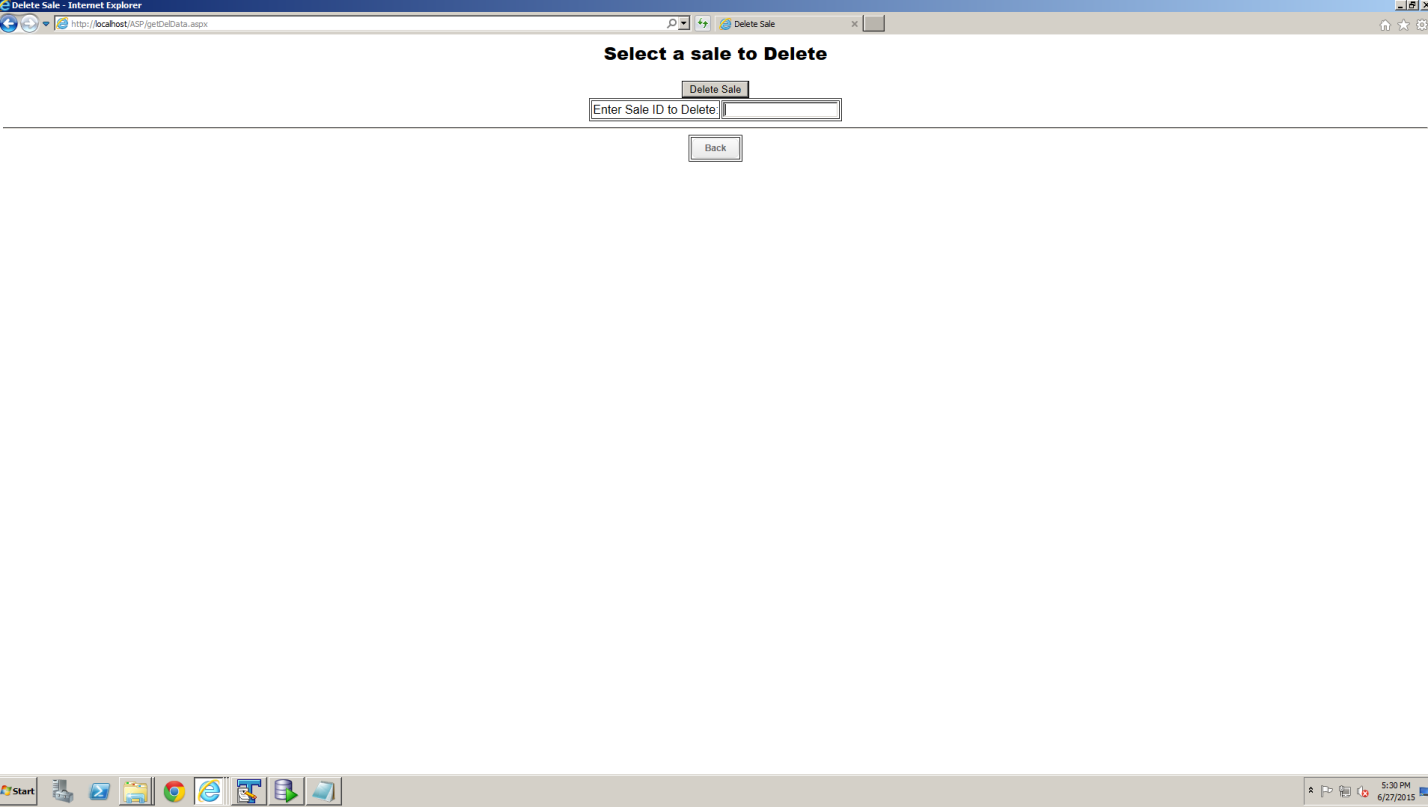 Delete Sale - Internet Explorer
http://localhost/ASP/getDelData.aspx
Delete Sale
Select a sale to Delete
Delete Sale
Enter Sale ID to Delete:
Back
Start
5:30 PM
6/27/2015